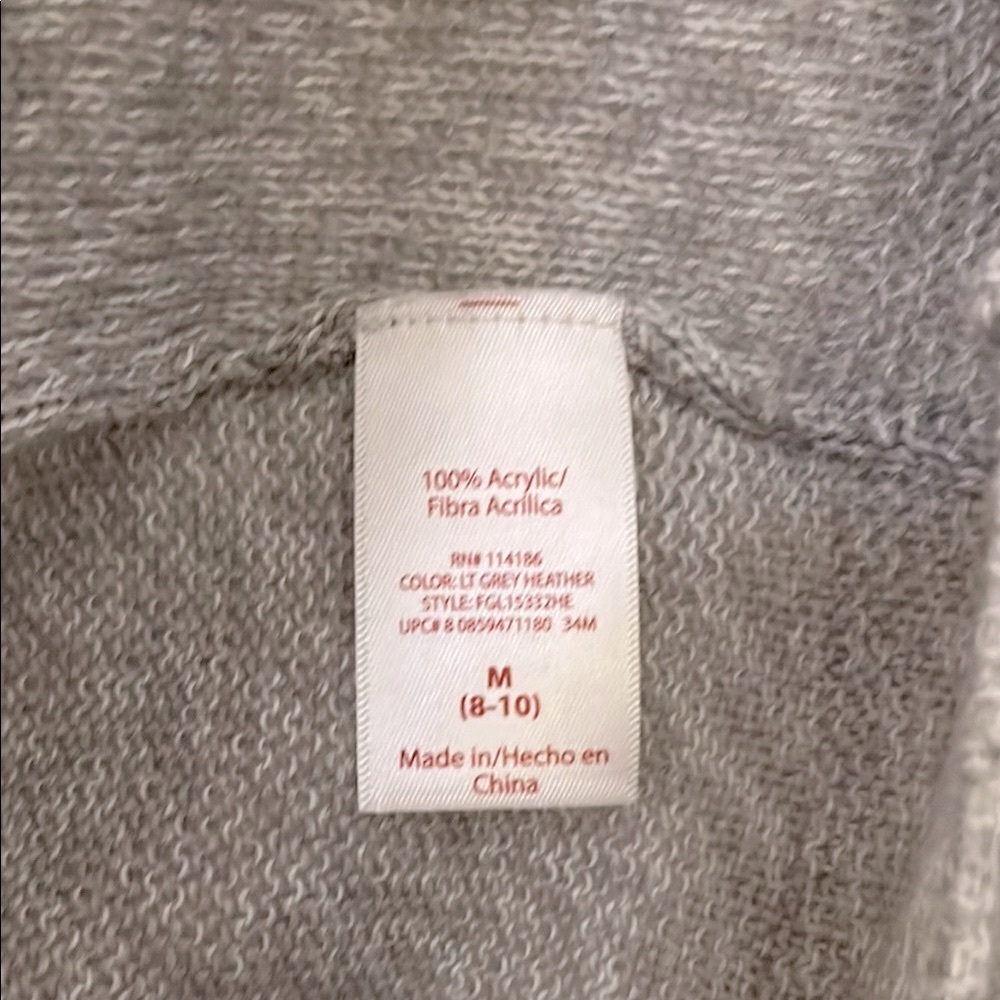 100% Acrylic/
Fibra Acrílica
RN# 114186
COLOR: LT GREY HEATHER
STYLE: FGL15332HE
UPC# 8 0859471180 34M
M
(8-10)
Made in/Hecho en
China